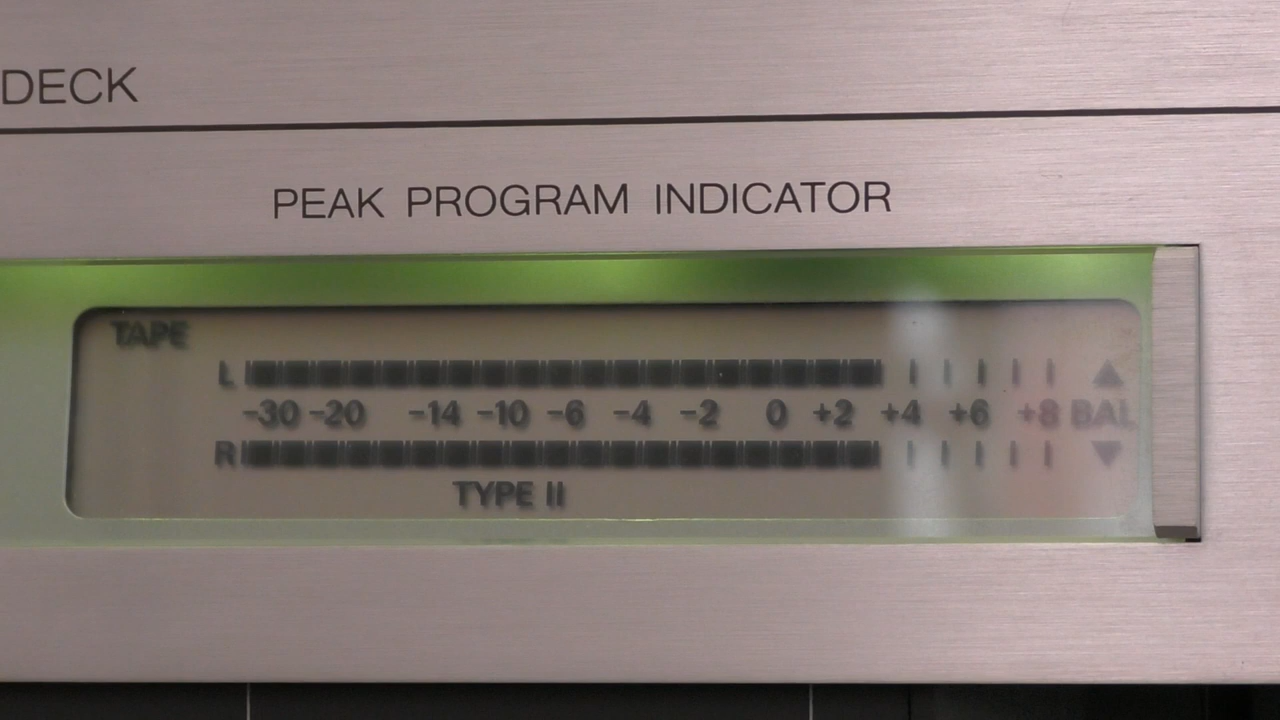 DECK
PEAK PROGRAM INDICATOR
TAPE
L
-30 -20 -14 -10 -6 -4 -2 0 +2 +4 +6 +8 BAL
R
TYPE II